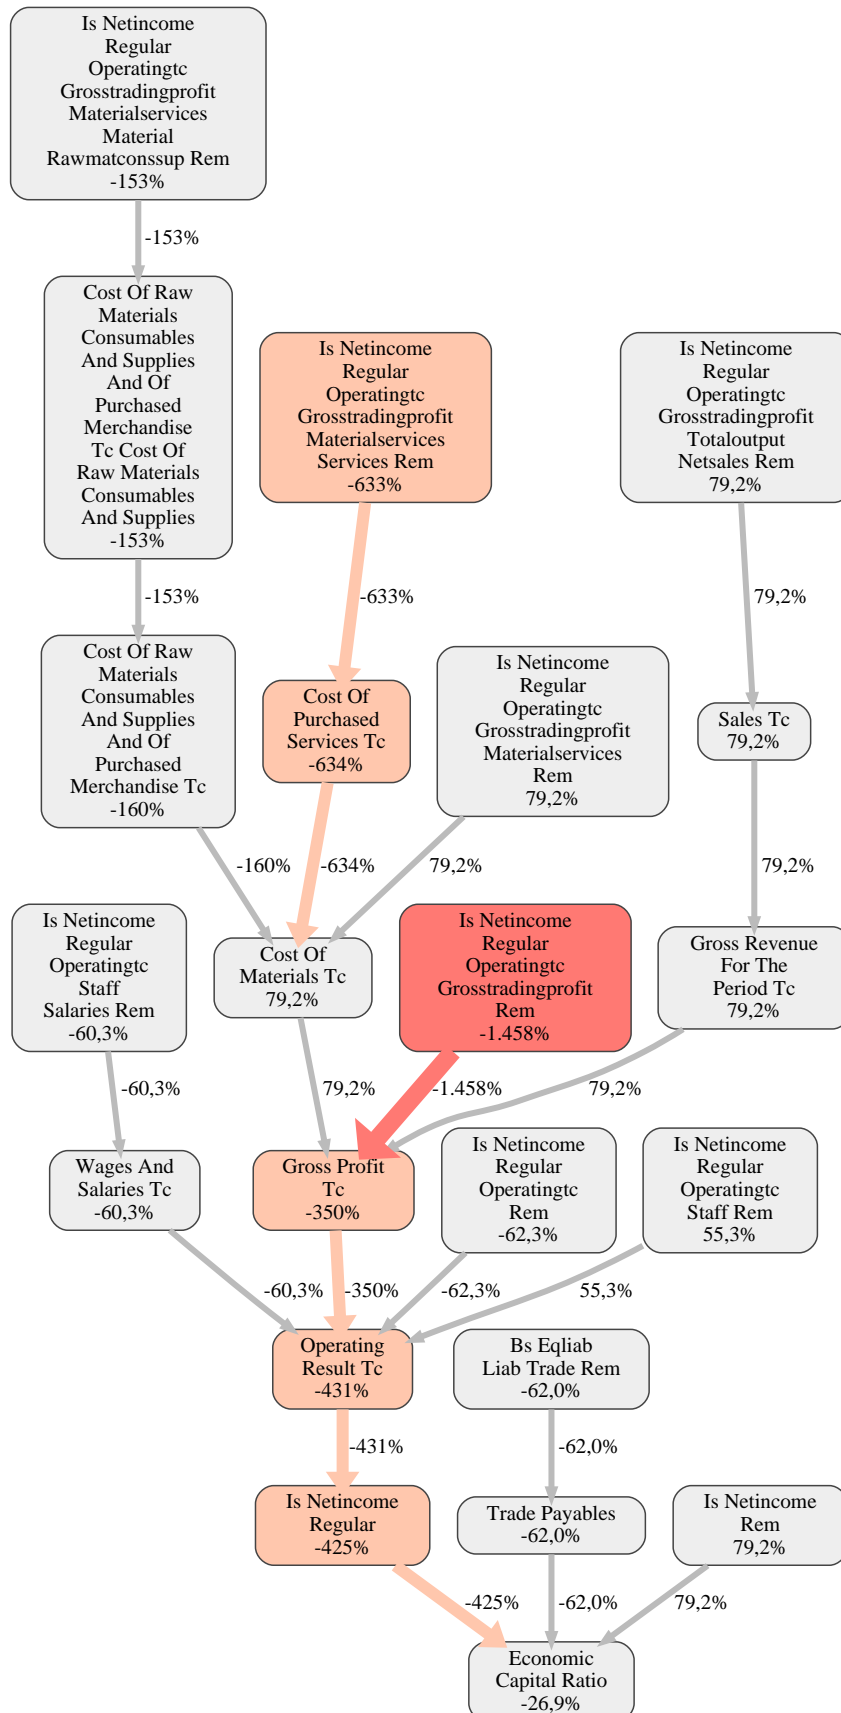 Is Netincome
Regular
Operatingtc
Grosstradingprofit
Materialservices
Material
Rawmatconssup Rem
-153%
-153%
Cost Of Raw
Materials
Consumables
And Supplies
And Of
Purchased
Merchandise
Tc Cost Of
Raw Materials
Consumables
And Supplies
-153%
Is Netincome
Regular
Operatingtc
Grosstradingprofit
Materialservices
Services Rem
-633%
Is Netincome
Regular
Operatingtc
Grosstradingprofit
Totaloutput
Netsales Rem
79,2%
-153%
-633%
79,2%
Cost Of Raw
Materials
Consumables
And Supplies
And Of
Purchased
Merchandise Tc
-160%
Cost Of
Purchased
Services Tc
-634%
Is Netincome
Regular
Operatingtc
Grosstradingprofit
Materialservices
Rem
79,2%
Sales Tc
79,2%
-160%
-634%
79,2%
79,2%
Is Netincome
Regular
Operatingtc
Staff
Salaries Rem
-60,3%
Cost Of
Materials Tc
79,2%
Is Netincome
Regular
Operatingtc
Grosstradingprofit
Rem
-1.458%
Gross Revenue
For The
Period Tc
79,2%
-60,3%
79,2%
-1.458%
79,2%
Wages And
Salaries Tc
-60,3%
Gross Profit
Tc
-350%
Is Netincome
Regular
Operatingtc
Rem
-62,3%
Is Netincome
Regular
Operatingtc
Staff Rem
55,3%
-60,3%
-350%
-62,3%
55,3%
Operating
Result Tc
-431%
Bs Eqliab
Liab Trade Rem
-62,0%
-431%
-62,0%
Is Netincome
Regular
-425%
Trade Payables
-62,0%
Is Netincome
Rem
79,2%
-425%
-62,0%
79,2%
Economic
Capital Ratio
-26,9%